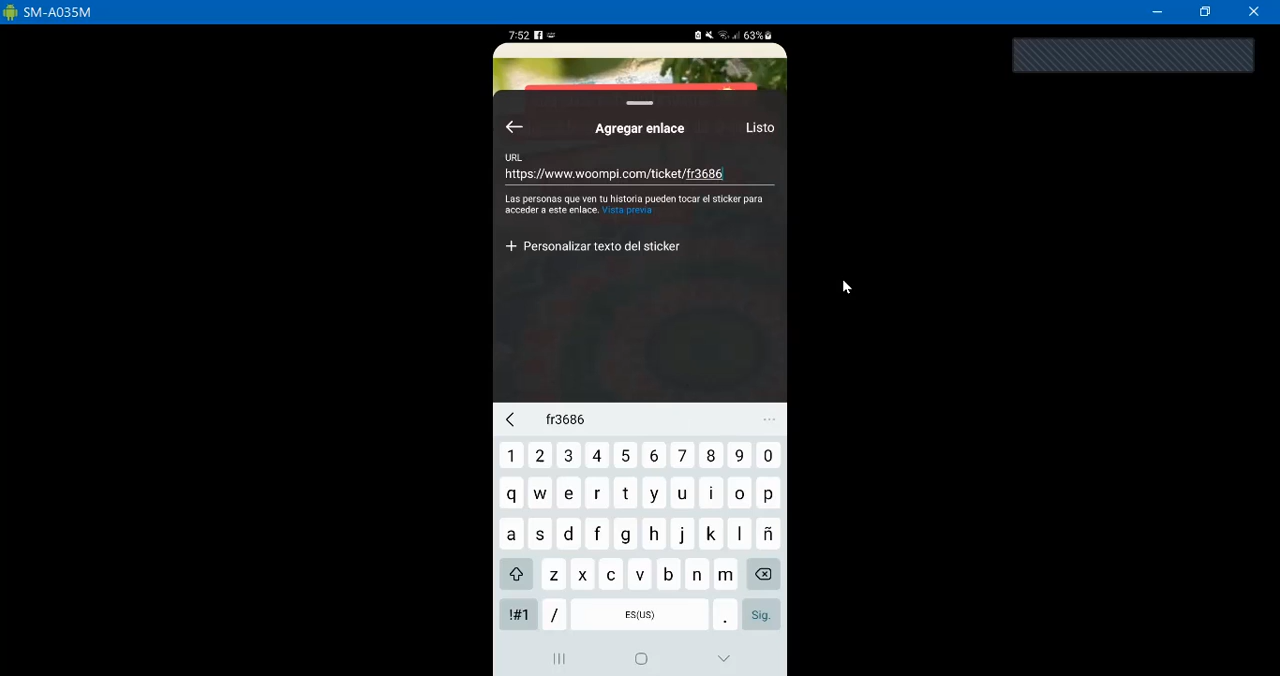 SM-A035M
7:52 63%
Agregar enlace
Listo
URL
https://www.woompi.com/ticket/fr3686
Las personas que ven tu historia pueden tocar el sticker para
acceder a este enlace. Vista previa
+ Personalizar texto del sticker
fr3686
1 2 3 4 5 6 7 8 9 0
q w e r t y u i o p
a s d f g h j k l ñ
z x c v b n m
!#1 / ES(US) . Sig.